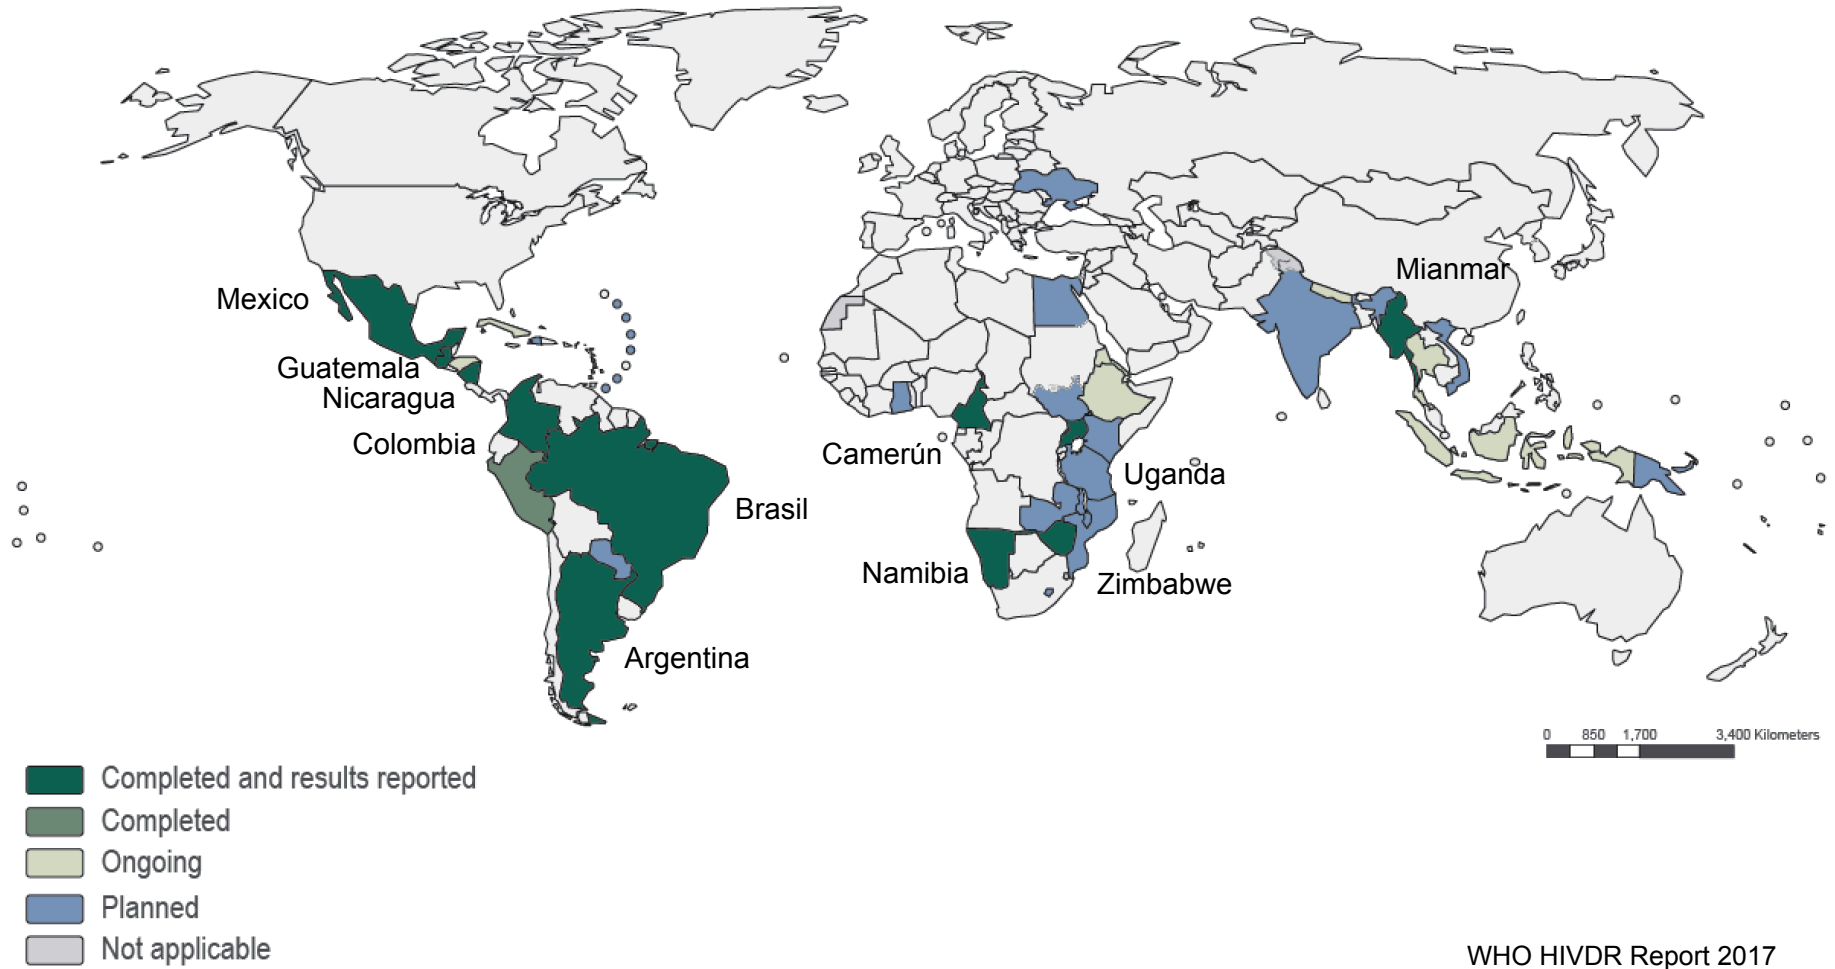 Mianmar
Mexico
Guatemala
Nicaragua
Colombia
Camerún
Uganda
Brasil
Namibia
Zimbabwe
Argentina
0 850 1,700 3,400 Kilometers
Completed and results reported
Completed
Ongoing
Planned
Not applicable
WHO HIVDR Report 2017